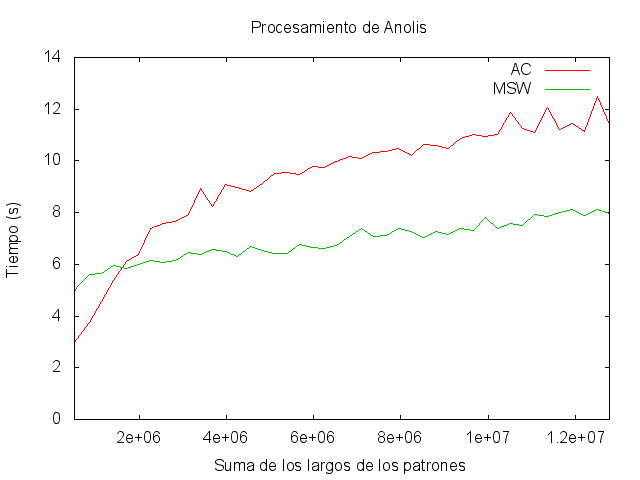 Procesamiento de Anolis
14
12
10
8
6
4
2
0
Tiempo (s)
AC
MSW
2e+06 4e+06 6e+06 8e+06 1e+07 1.2e+07
Suma de los largos de los patrones